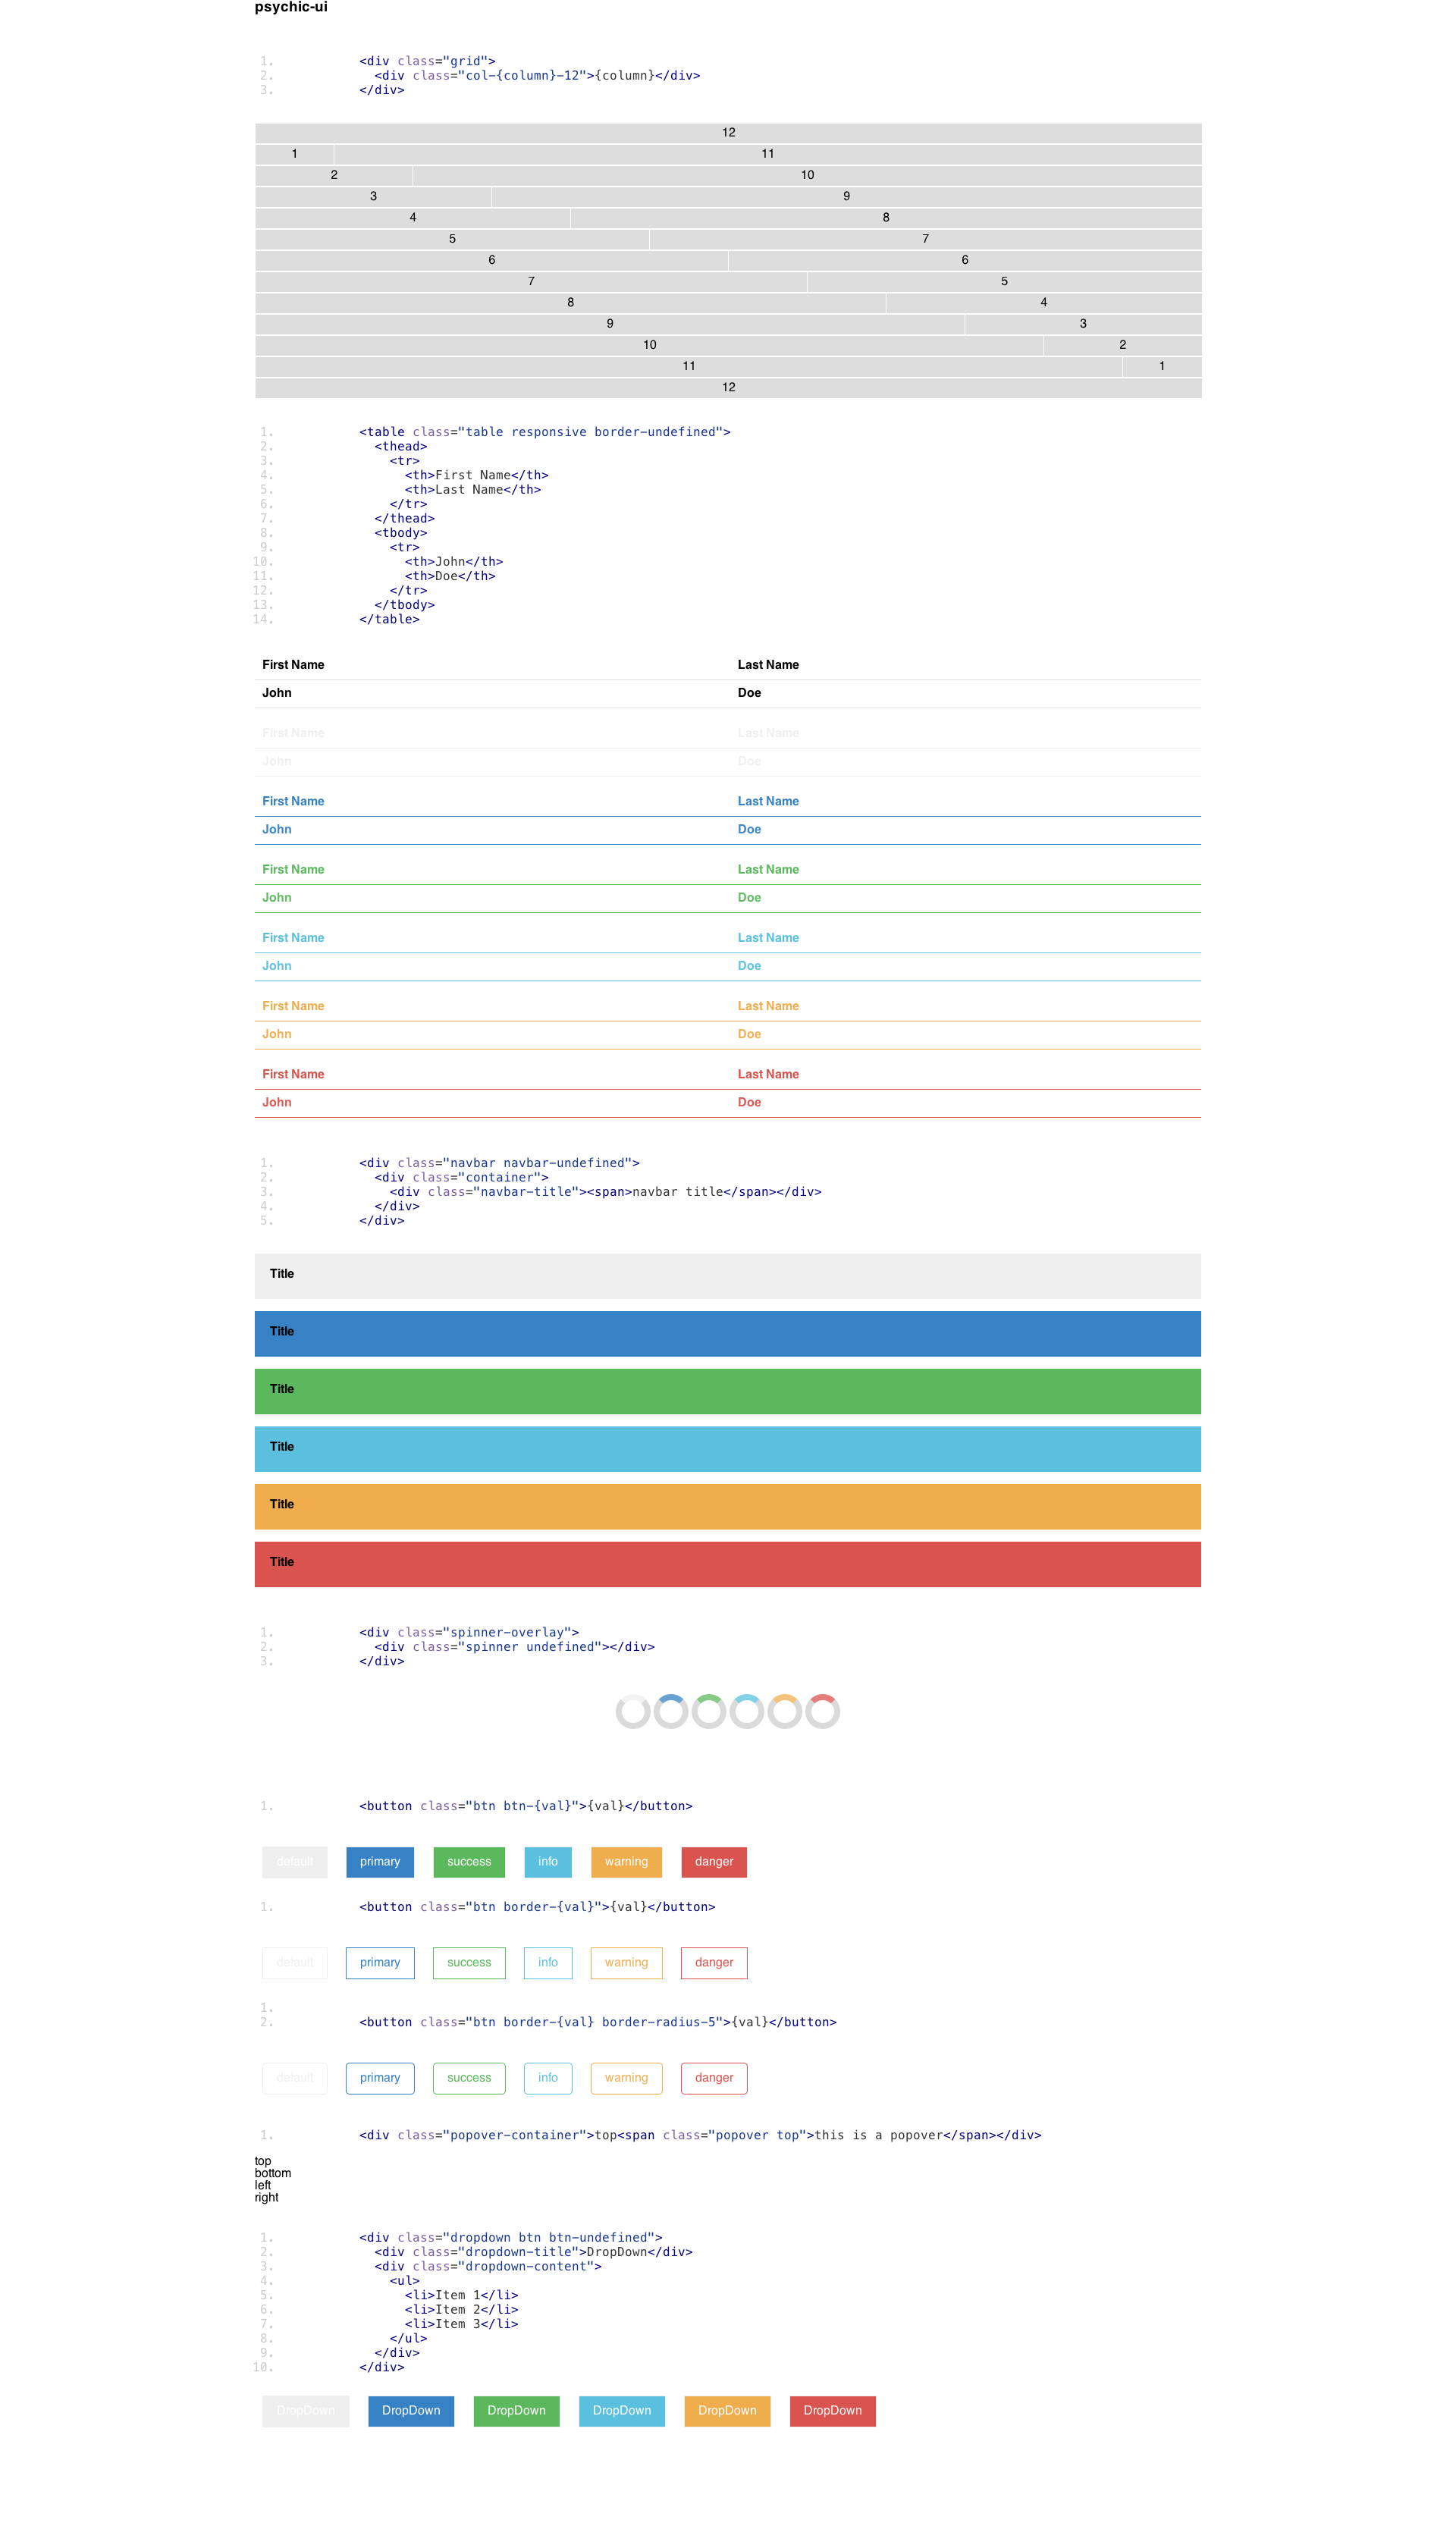 psychic-ui
1. <div class="grid">
2. <div class="col-{column}-12">{column}</div>
3. </div>
12
1 11
2 10
3 9
4 8
5 7
6 6
7 5
8 4
9 3
10 2
11 1
12
1. <table class="table responsive border-undefined">
2. <thead>
3. <tr>
4. <th>First Name</th>
5. <th>Last Name</th>
6. </tr>
7. </thead>
8. <tbody>
9. <tr>
10. <th>John</th>
11. <th>Doe</th>
12. </tr>
13. </tbody>
14. </table>
First Name Last Name
John Doe
First Name Last Name
John Doe
First Name Last Name
John Doe
First Name Last Name
John Doe
First Name Last Name
John Doe
First Name Last Name
John Doe
First Name Last Name
John Doe
1. <div class="navbar navbar-undefined">
2. <div class="container">
3. <div class="navbar-title"><span>navbar title</span></div>
4. </div>
5. </div>
Title
Title
Title
Title
Title
Title
1. <div class="spinner-overlay">
2. <div class="spinner undefined"></div>
3. </div>
1. <button class="btn btn-{val}">{val}</button>
default primary success info warning danger
1. <button class="btn border-{val}">{val}</button>
default primary success info warning danger
1.
2. <button class="btn border-{val} border-radius-5">{val}</button>
default primary success info warning danger
1. <div class="popover-container">top<span class="popover top">this is a popover</span></div>
top
bottom
left
right
1. <div class="dropdown btn btn-undefined">
2. <div class="dropdown-title">DropDown</div>
3. <div class="dropdown-content">
4. <ul>
5. <li>Item 1</li>
6. <li>Item 2</li>
7. <li>Item 3</li>
8. </ul>
9. </div>
10. </div>
DropDown DropDown DropDown DropDown DropDown DropDown